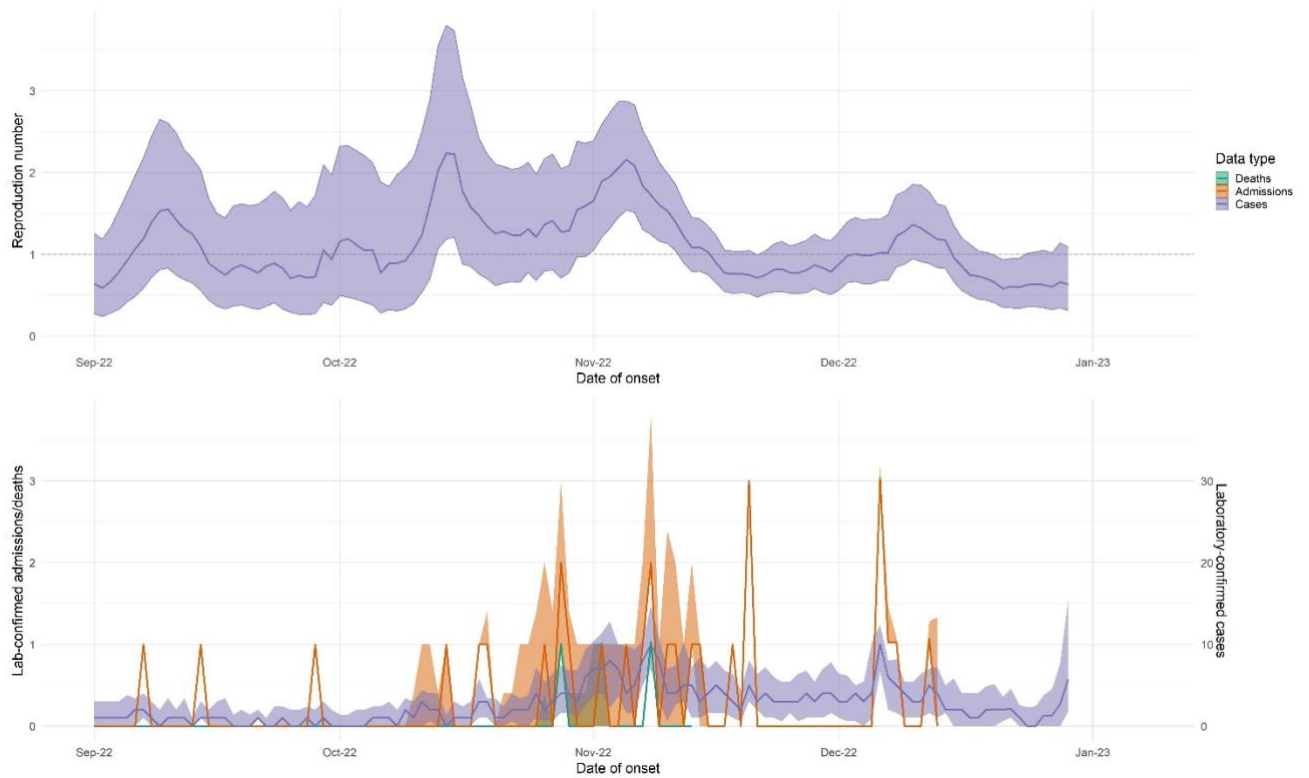 Reproduction number
3
2
1
0
Sep-22
Oct-22
Nov-22
Dec-22
Jan-23
Date of onset
Data type
Deaths
Admissions
Cases
Lab-confirmed admissions/deaths
3
2
1
0
30
20
10
0
Laboratory-confirmed cases
Sep-22
Oct-22
Nov-22
Dec-22
Jan-23
Date of onset